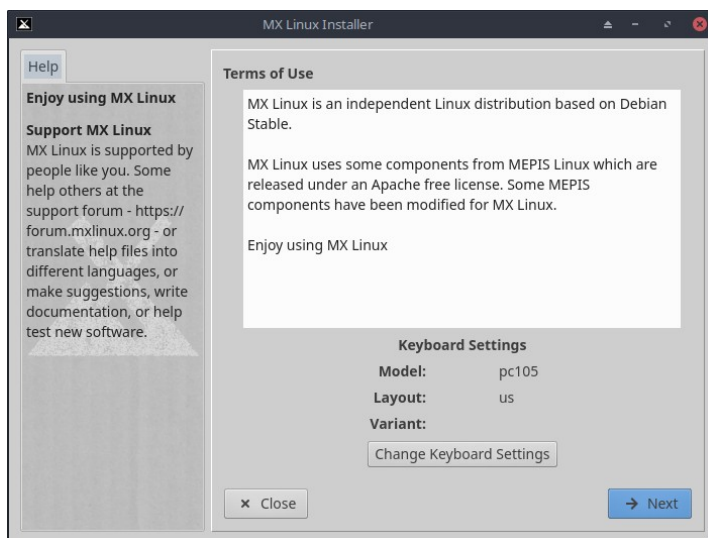 MX Linux Installer
Help
Enjoy using MX Linux
Support MX Linux
MX Linux is supported by
people like you. Some
help others at the
support forum - https://
forum.mxlinux.org - or
translate help files into
different languages, or
make suggestions, write
documentation, or help
test new software.
Terms of Use
MX Linux is an independent Linux distribution based on Debian
Stable.
MX Linux uses some components from MEPIS Linux which are
released under an Apache free license. Some MEPIS
components have been modified for MX Linux.
Enjoy using MX Linux
Keyboard Settings
Model: pc105
Layout: us
Variant:
Change Keyboard Settings
Close
Next